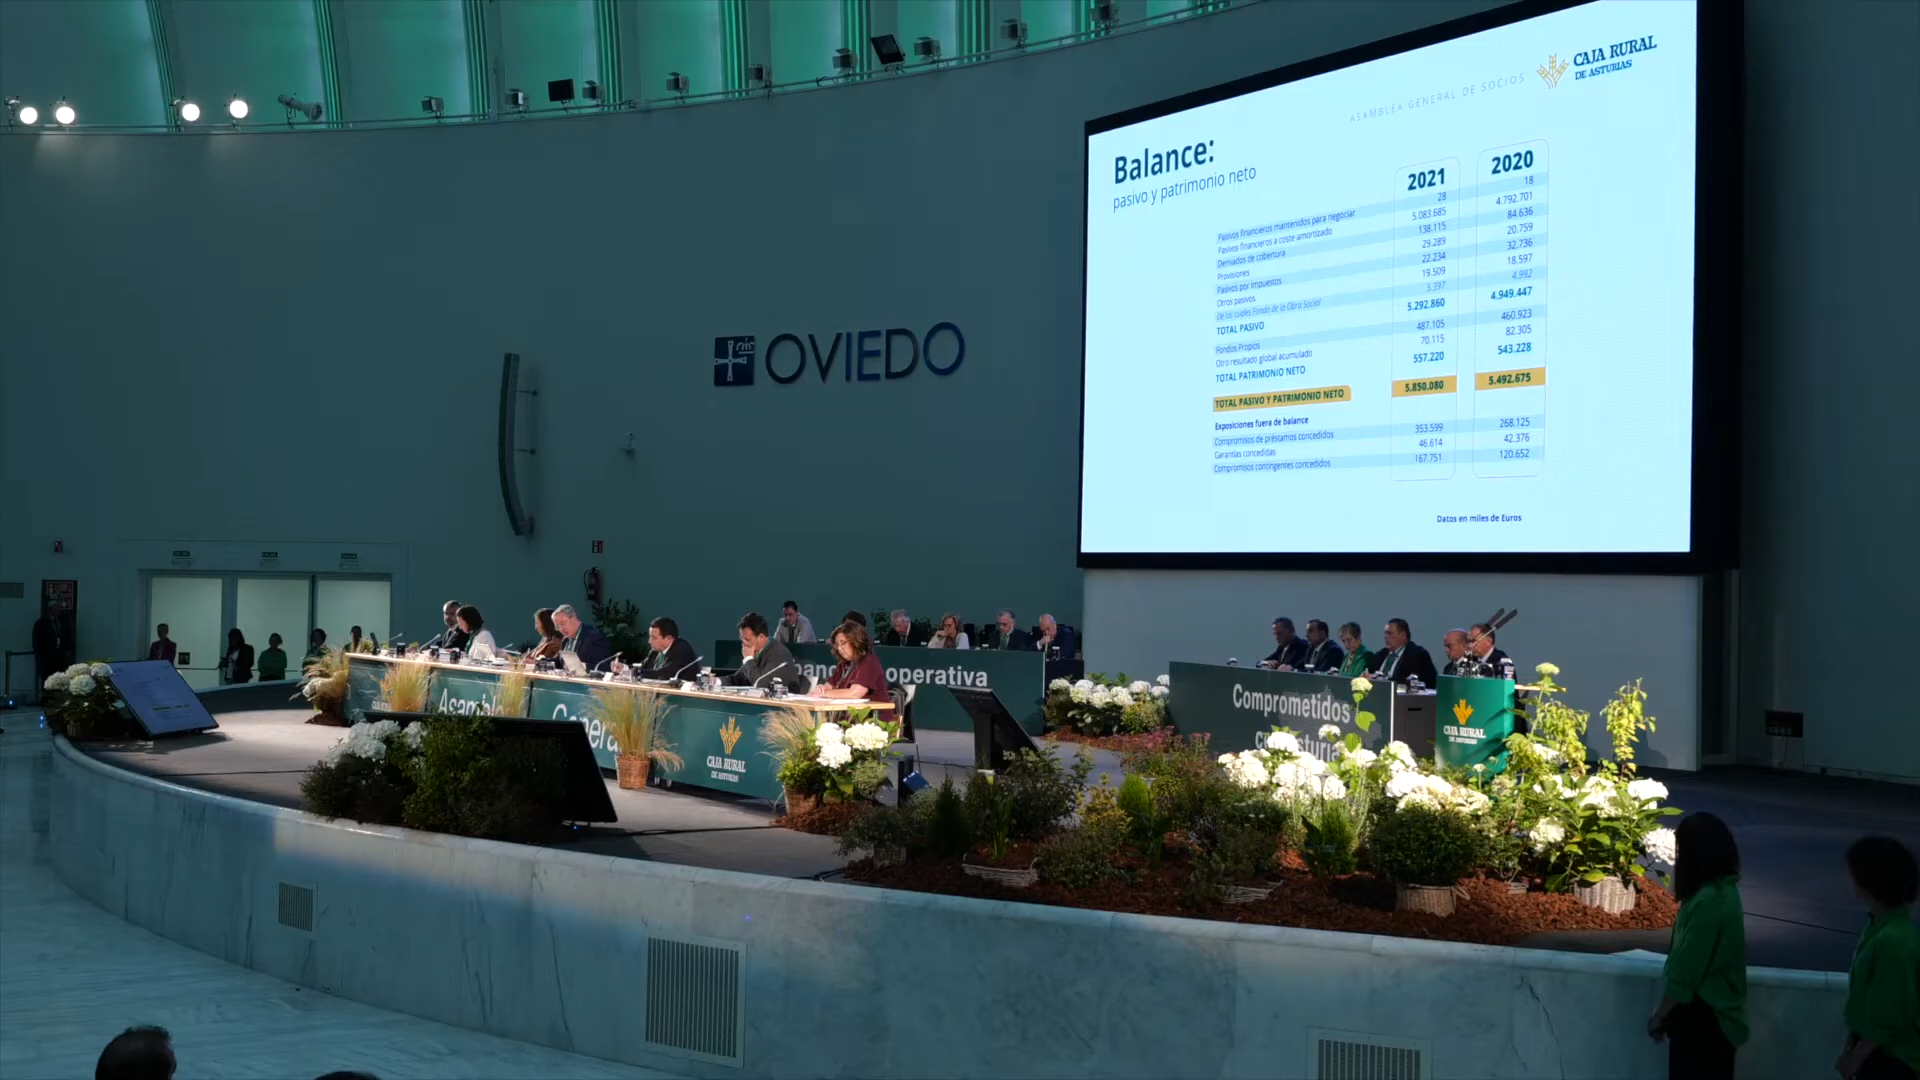 CAJA RURAL
DE ASTURIAS
ASAMBLEA GENERAL DE SOCIOS
Balance:
pasivo y patrimonio neto
2021 2020
Pasivos financieros mantenidos para negociar 28 18
Pasivos financieros a coste amortizado 5.083.685 4.792.701
Derivados de cobertura 138.115 84.636
Provisiones 29.289 20.759
Pasivos por impuestos 22.234 32.736
Otros pasivos 19.509 18.597
De los cuales Fondo de la Obra Social 5.397 4.992
TOTAL PASIVO 5.292.860 4.949.447
Fondos Propios 487.105 460.923
Otro resultado global acumulado 70.115 82.305
TOTAL PATRIMONIO NETO 557.220 543.228
TOTAL PASIVO Y PATRIMONIO NETO 5.850.080 5.492.675
Exposiciones fuera de balance
Compromisos de préstamos concedidos 353.599 268.125
Garantías concedidas 46.614 42.376
Compromisos contingentes concedidos 167.751 120.652
Datos en miles de Euros
OVIEDO
operativa
Asamble
Genera
CAJA RURAL
DE ASTURIAS
Comprometidos
CAJA RURAL
DE ASTURIAS